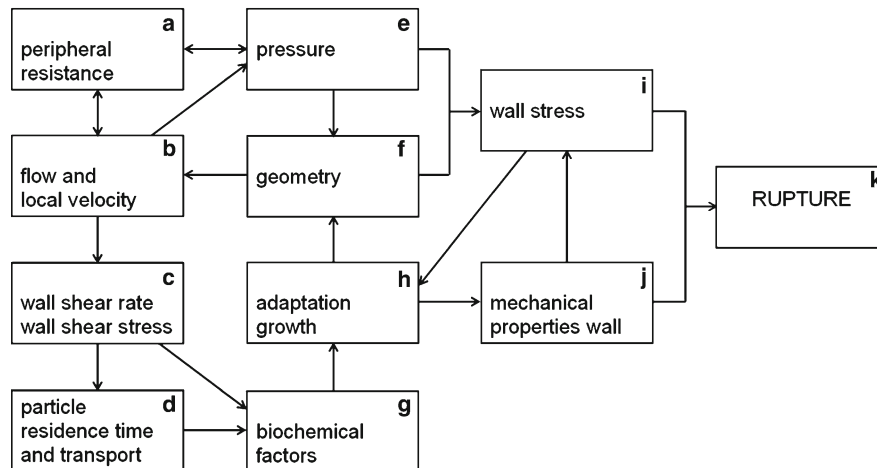 a
peripheral
resistance
e
pressure
i
wall stress
b
flow and
local velocity
f
geometry
k
RUPTURE
c
wall shear rate
wall shear stress
h
adaptation
growth
j
mechanical
properties wall
d
particle
residence time
and transport
g
biochemical
factors